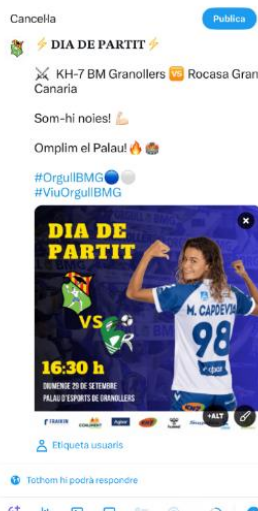 Cancel·la
Publica
⚡ DIA DE PARTIT ⚡
⚔ KH-7 BM Granollers 🆚 Rocasa Gran
Canaria
Som-hi noies! 💪🏻
Omplim el Palau! 🔥 🏟
#OrgullBMG🔵⚪
#ViuOrgullBMG
DIA DE
PARTIT
VS
M. CAPDEVILA
98
16:30 h
DIUMENGE 29 DE SETEMBRE
PALAU D'ESPORTS DE GRANOLLERS
+ALT
Etiqueta usuaris
Tothom hi podrà respondre